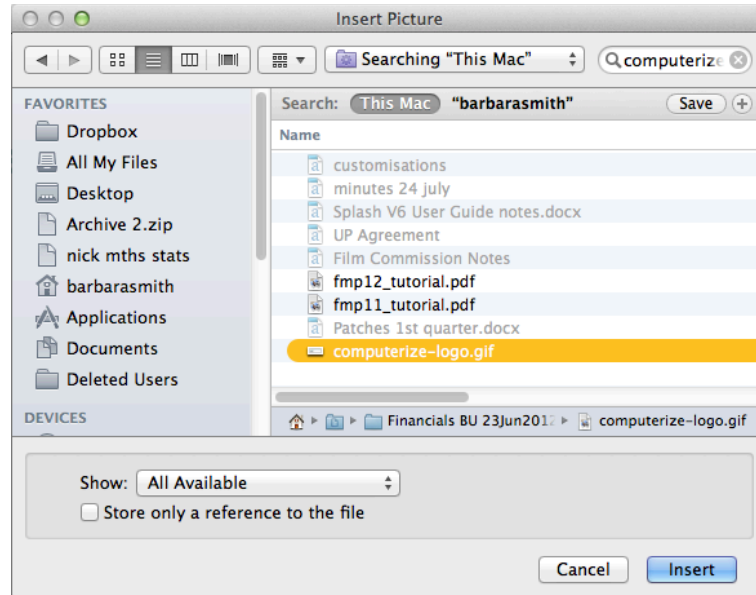 Insert Picture
Searching "This Mac"
computerize
FAVORITES
Dropbox
All My Files
Desktop
Archive 2.zip
nick mths stats
barbarasmith
Applications
Documents
Deleted Users
DEVICES
Search: This Mac "barbarasmith" Save
Name
customisations
minutes 24 july
Splash V6 User Guide notes.docx
UP Agreement
Film Commission Notes
fmp12_tutorial.pdf
fmp11_tutorial.pdf
Patches 1st quarter.docx
computerize-logo.gif
Financials BU 23Jun2012 computerize-logo.gif
Show: All Available
Store only a reference to the file
Cancel Insert